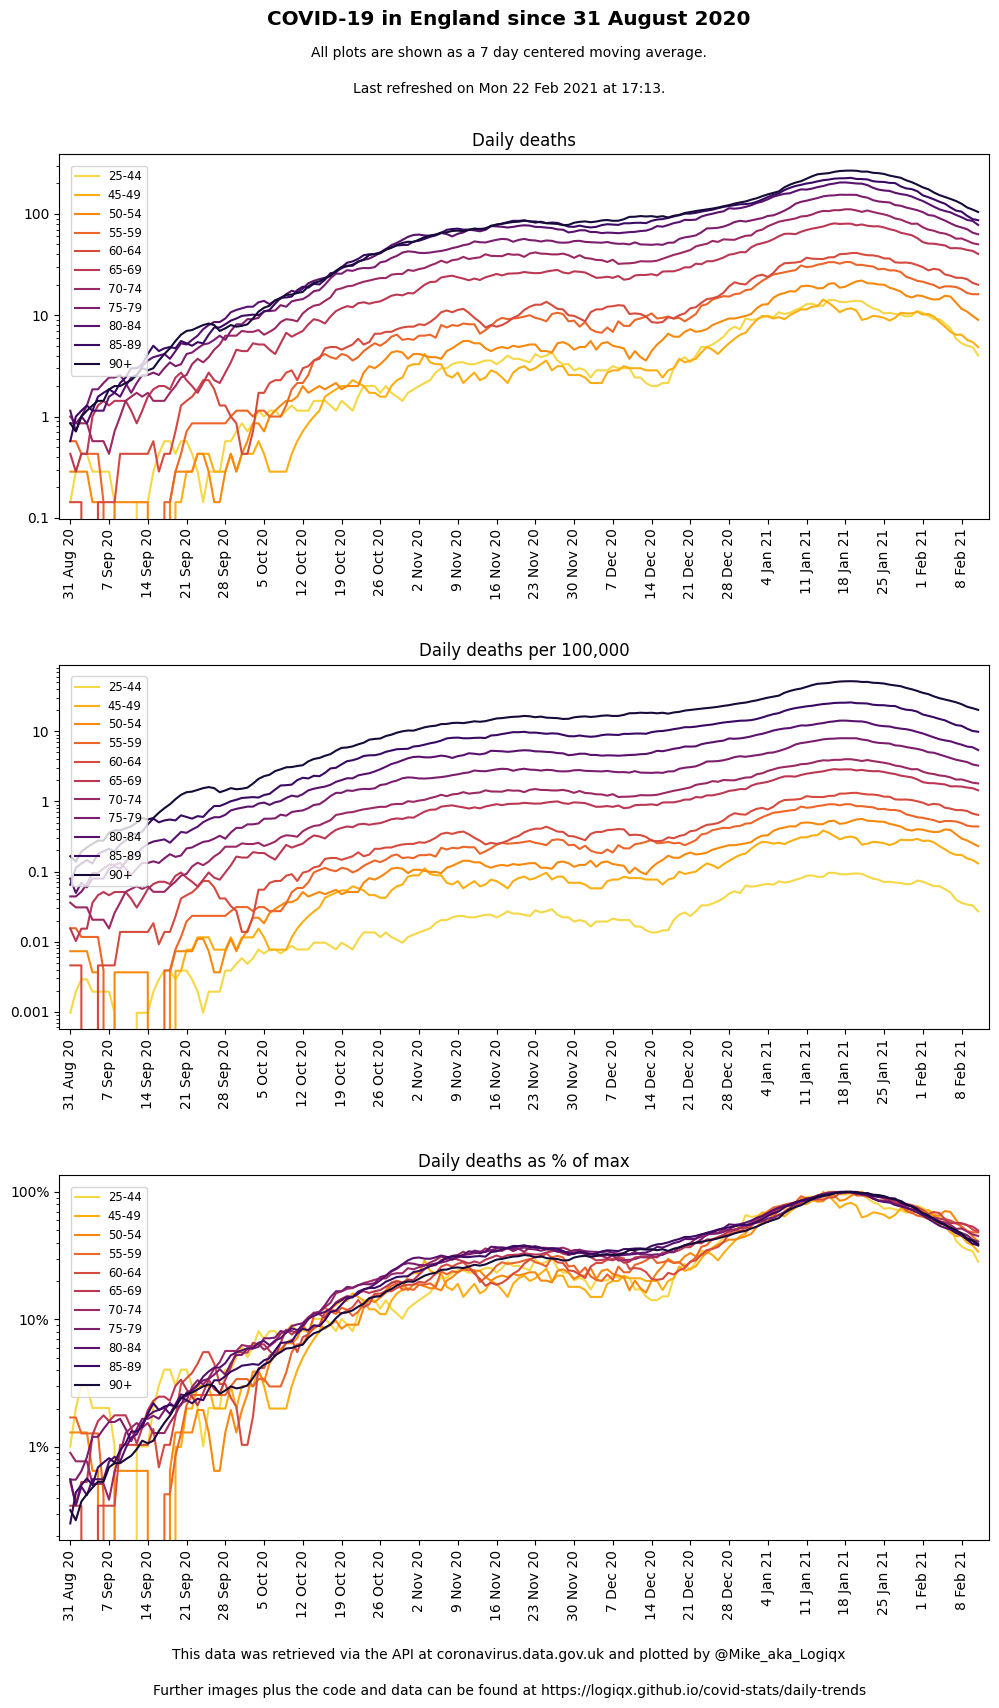 COVID-19 in England since 31 August 2020
All plots are shown as a 7 day centered moving average.
Last refreshed on Mon 22 Feb 2021 at 17:13.
Daily deaths
25-44
45-49
50-54
55-59
60-64
65-69
70-74
75-79
80-84
85-89
90+
100
10
1
0.1
31 Aug 20
7 Sep 20
14 Sep 20
21 Sep 20
28 Sep 20
5 Oct 20
12 Oct 20
19 Oct 20
26 Oct 20
2 Nov 20
9 Nov 20
16 Nov 20
23 Nov 20
30 Nov 20
7 Dec 20
14 Dec 20
21 Dec 20
28 Dec 20
4 Jan 21
11 Jan 21
18 Jan 21
25 Jan 21
1 Feb 21
8 Feb 21
Daily deaths per 100,000
25-44
45-49
50-54
55-59
60-64
65-69
70-74
75-79
80-84
85-89
90+
10
1
0.1
0.01
0.001
31 Aug 20
7 Sep 20
14 Sep 20
21 Sep 20
28 Sep 20
5 Oct 20
12 Oct 20
19 Oct 20
26 Oct 20
2 Nov 20
9 Nov 20
16 Nov 20
23 Nov 20
30 Nov 20
7 Dec 20
14 Dec 20
21 Dec 20
28 Dec 20
4 Jan 21
11 Jan 21
18 Jan 21
25 Jan 21
1 Feb 21
8 Feb 21
Daily deaths as % of max
25-44
45-49
50-54
55-59
60-64
65-69
70-74
75-79
80-84
85-89
90+
100%
10%
1%
31 Aug 20
7 Sep 20
14 Sep 20
21 Sep 20
28 Sep 20
5 Oct 20
12 Oct 20
19 Oct 20
26 Oct 20
2 Nov 20
9 Nov 20
16 Nov 20
23 Nov 20
30 Nov 20
7 Dec 20
14 Dec 20
21 Dec 20
28 Dec 20
4 Jan 21
11 Jan 21
18 Jan 21
25 Jan 21
1 Feb 21
8 Feb 21
This data was retrieved via the API at coronavirus.data.gov.uk and plotted by @Mike_aka_Logiqx
Further images plus the code and data can be found at https://logiqx.github.io/covid-stats/daily-trends